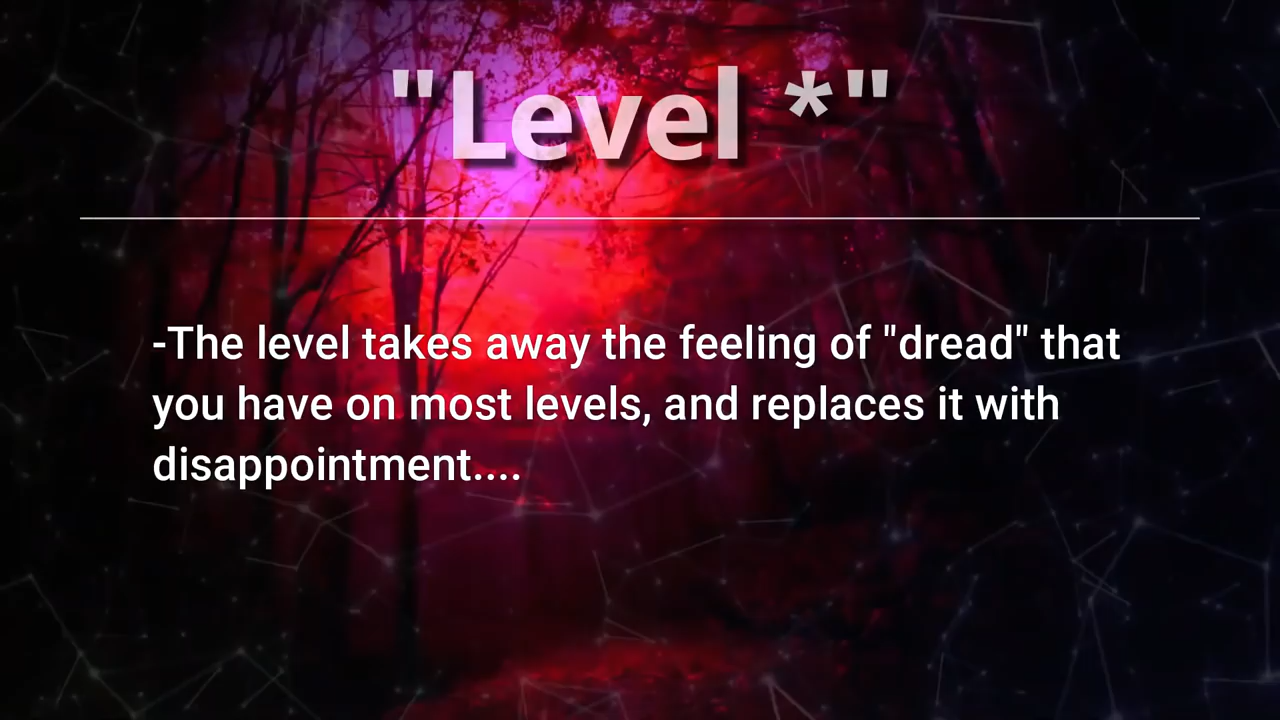 "Level *"
-The level takes away the feeling of "dread" that
you have on most levels, and replaces it with
disappointment....